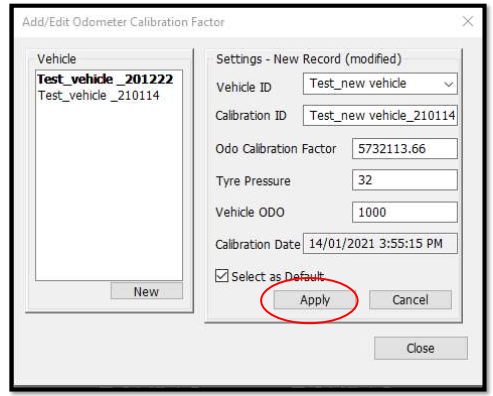 Add/Edit Odometer Calibration Factor
Vehicle
Test_vehicle _201222
Test_vehicle _210114
New
Settings - New Record (modified)
Vehicle ID Test_new vehicle
Calibration ID Test_new vehicle_210114
Odo Calibration Factor 5732113.66
Tyre Pressure 32
Vehicle ODO 1000
Calibration Date 14/01/2021 3:55:15 PM
Select as Default
Apply Cancel
Close